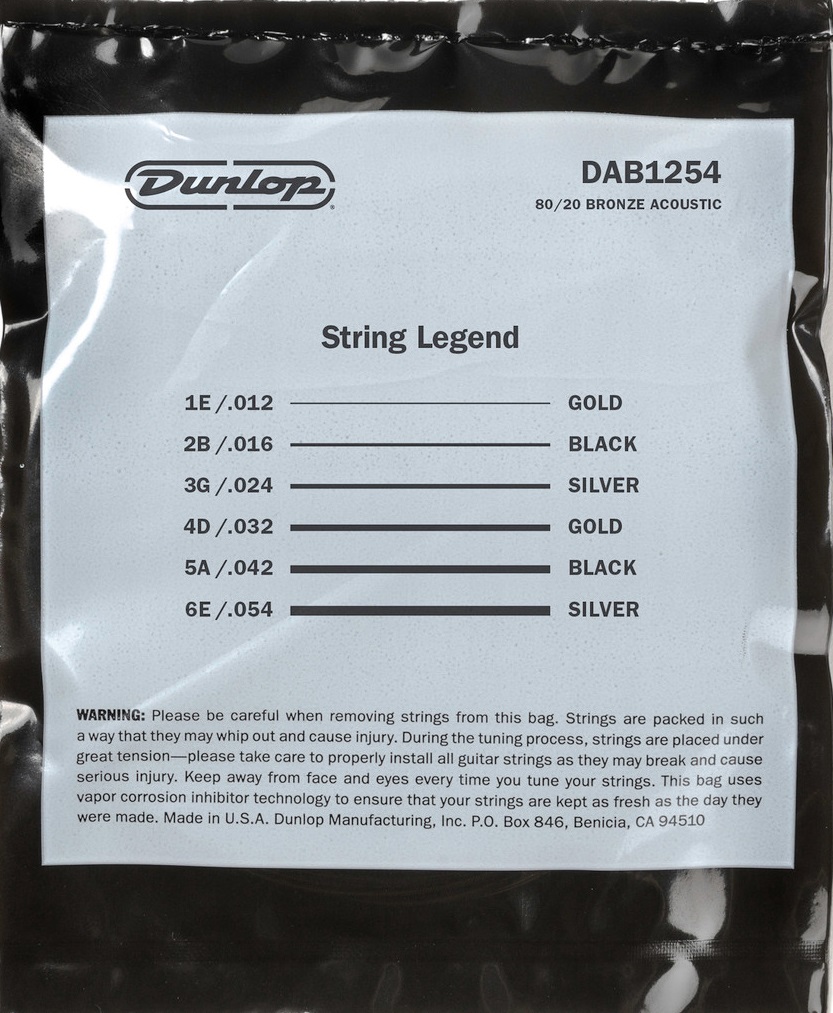 Dunlop®
DAB1254
80/20 BRONZE ACOUSTIC
String Legend
1E/.012 GOLD
2B/.016 BLACK
3G/.024 SILVER
4D/.032 GOLD
5A/.042 BLACK
6E/.054 SILVER
WARNING: Please be careful when removing strings from this bag. Strings are packed in such
a way that they may whip out and cause injury. During the tuning process, strings are placed under
great tension—please take care to properly install all guitar strings as they may break and cause
serious injury. Keep away from face and eyes every time you tune your strings. This bag uses
vapor corrosion inhibitor technology to ensure that your strings are kept as fresh as the day they
were made. Made in U.S.A. Dunlop Manufacturing, Inc. P.O. Box 846, Benicia, CA 94510